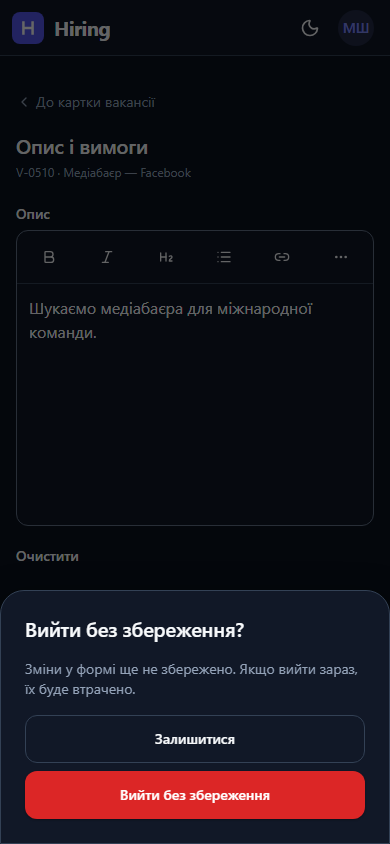 H Hiring МШ
До картки вакансії
Опис і вимоги
V-0510 · Медіабаєр — Facebook
Опис
B I H2
Шукаємо медіабаєра для міжнародної
команди.
Очистити
Вийти без збереження?
Зміни у формі ще не збережено. Якщо вийти зараз,
їх буде втрачено.
Залишитися
Вийти без збереження